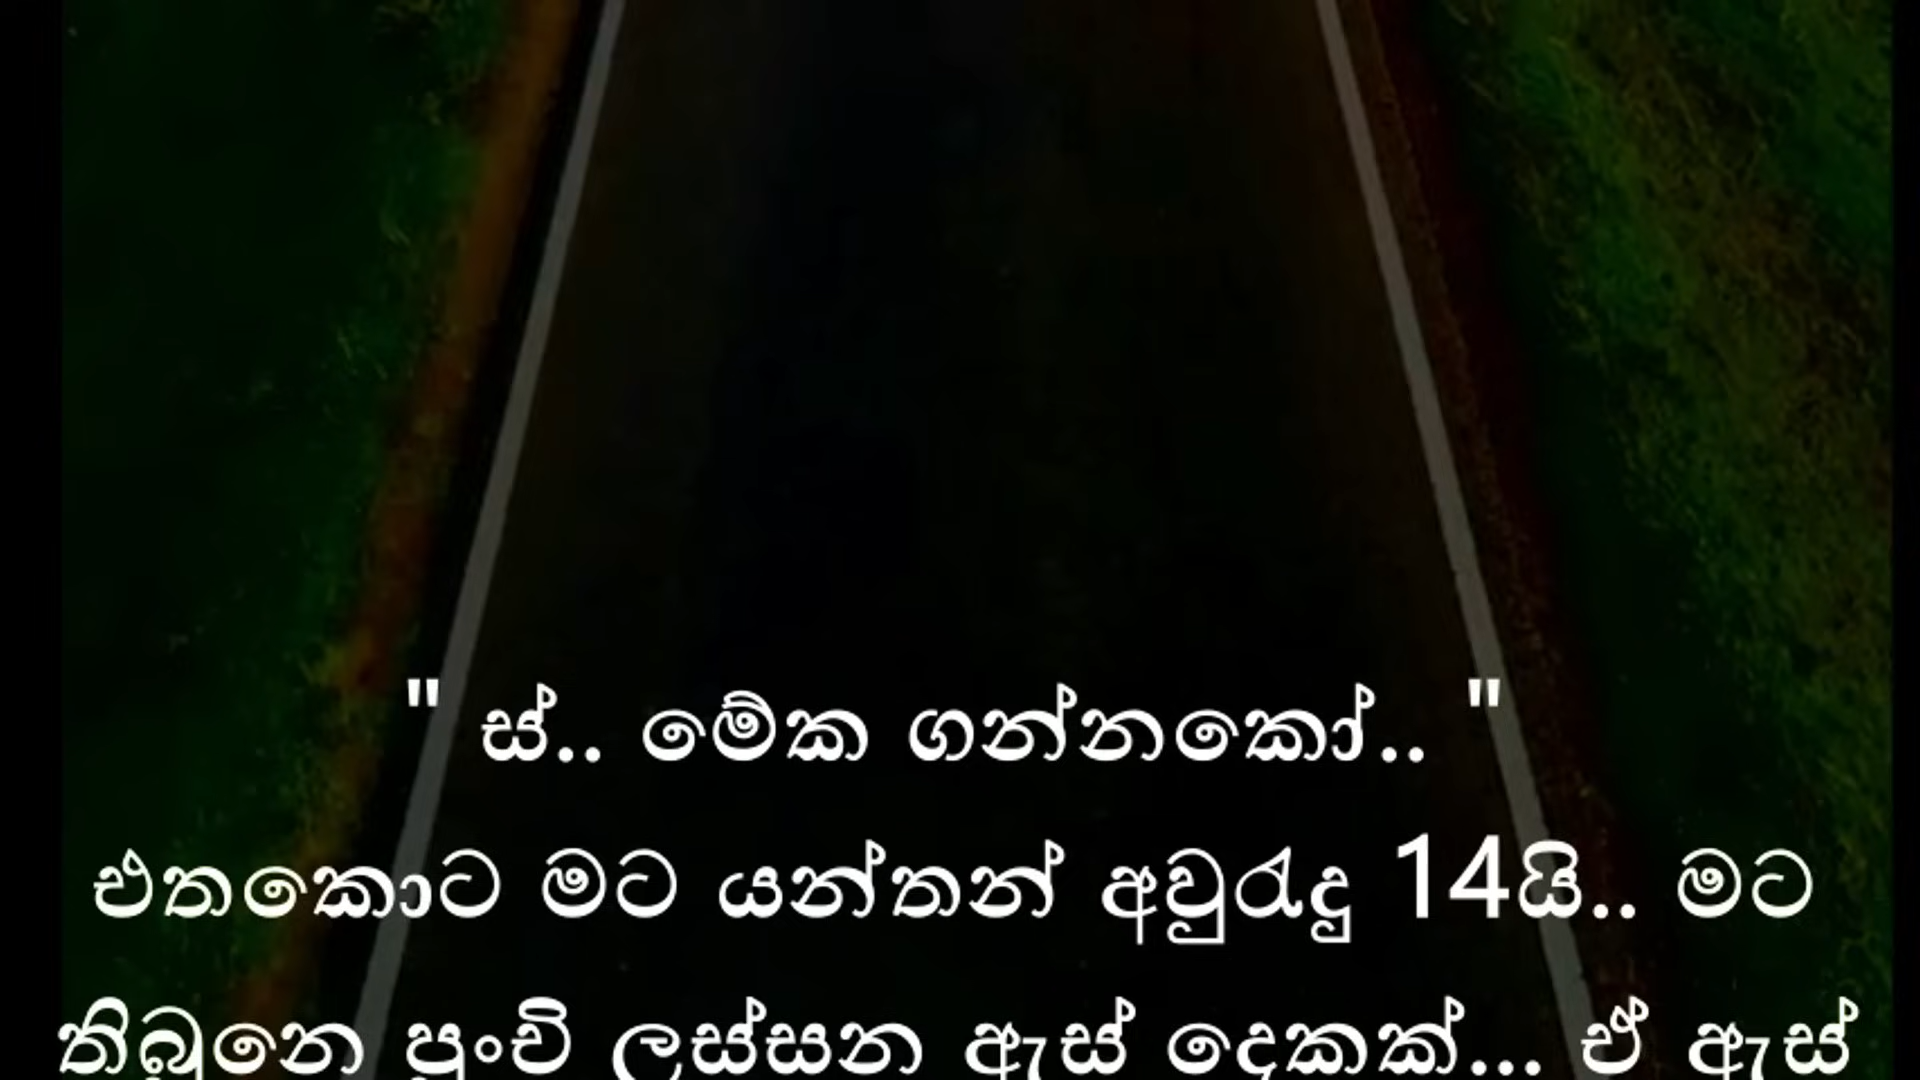 " ස්.. මේක ගන්නකෝ.. "
එතකොට මට යන්තන් අවුරැදු 14යි.. මට
තිබුනෙ පුංචි ලස්සන ඇස් දෙකක්... ඒ ඇස්